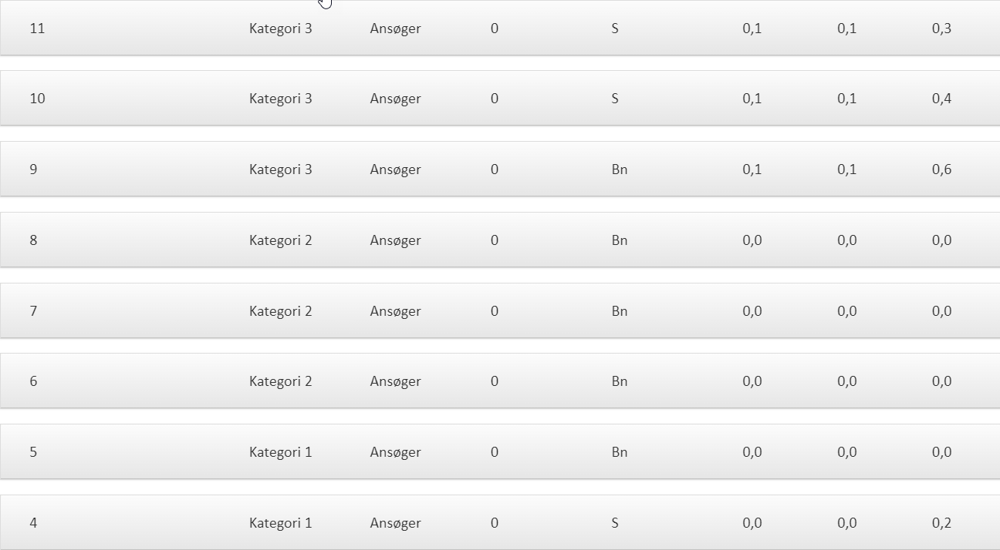 11 Kategori 3 Ansøger 0 S 0,1 0,1 0,3
10 Kategori 3 Ansøger 0 S 0,1 0,1 0,4
9 Kategori 3 Ansøger 0 Bn 0,1 0,1 0,6
8 Kategori 2 Ansøger 0 Bn 0,0 0,0 0,0
7 Kategori 2 Ansøger 0 Bn 0,0 0,0 0,0
6 Kategori 2 Ansøger 0 Bn 0,0 0,0 0,0
5 Kategori 1 Ansøger 0 Bn 0,0 0,0 0,0
4 Kategori 1 Ansøger 0 S 0,0 0,0 0,2